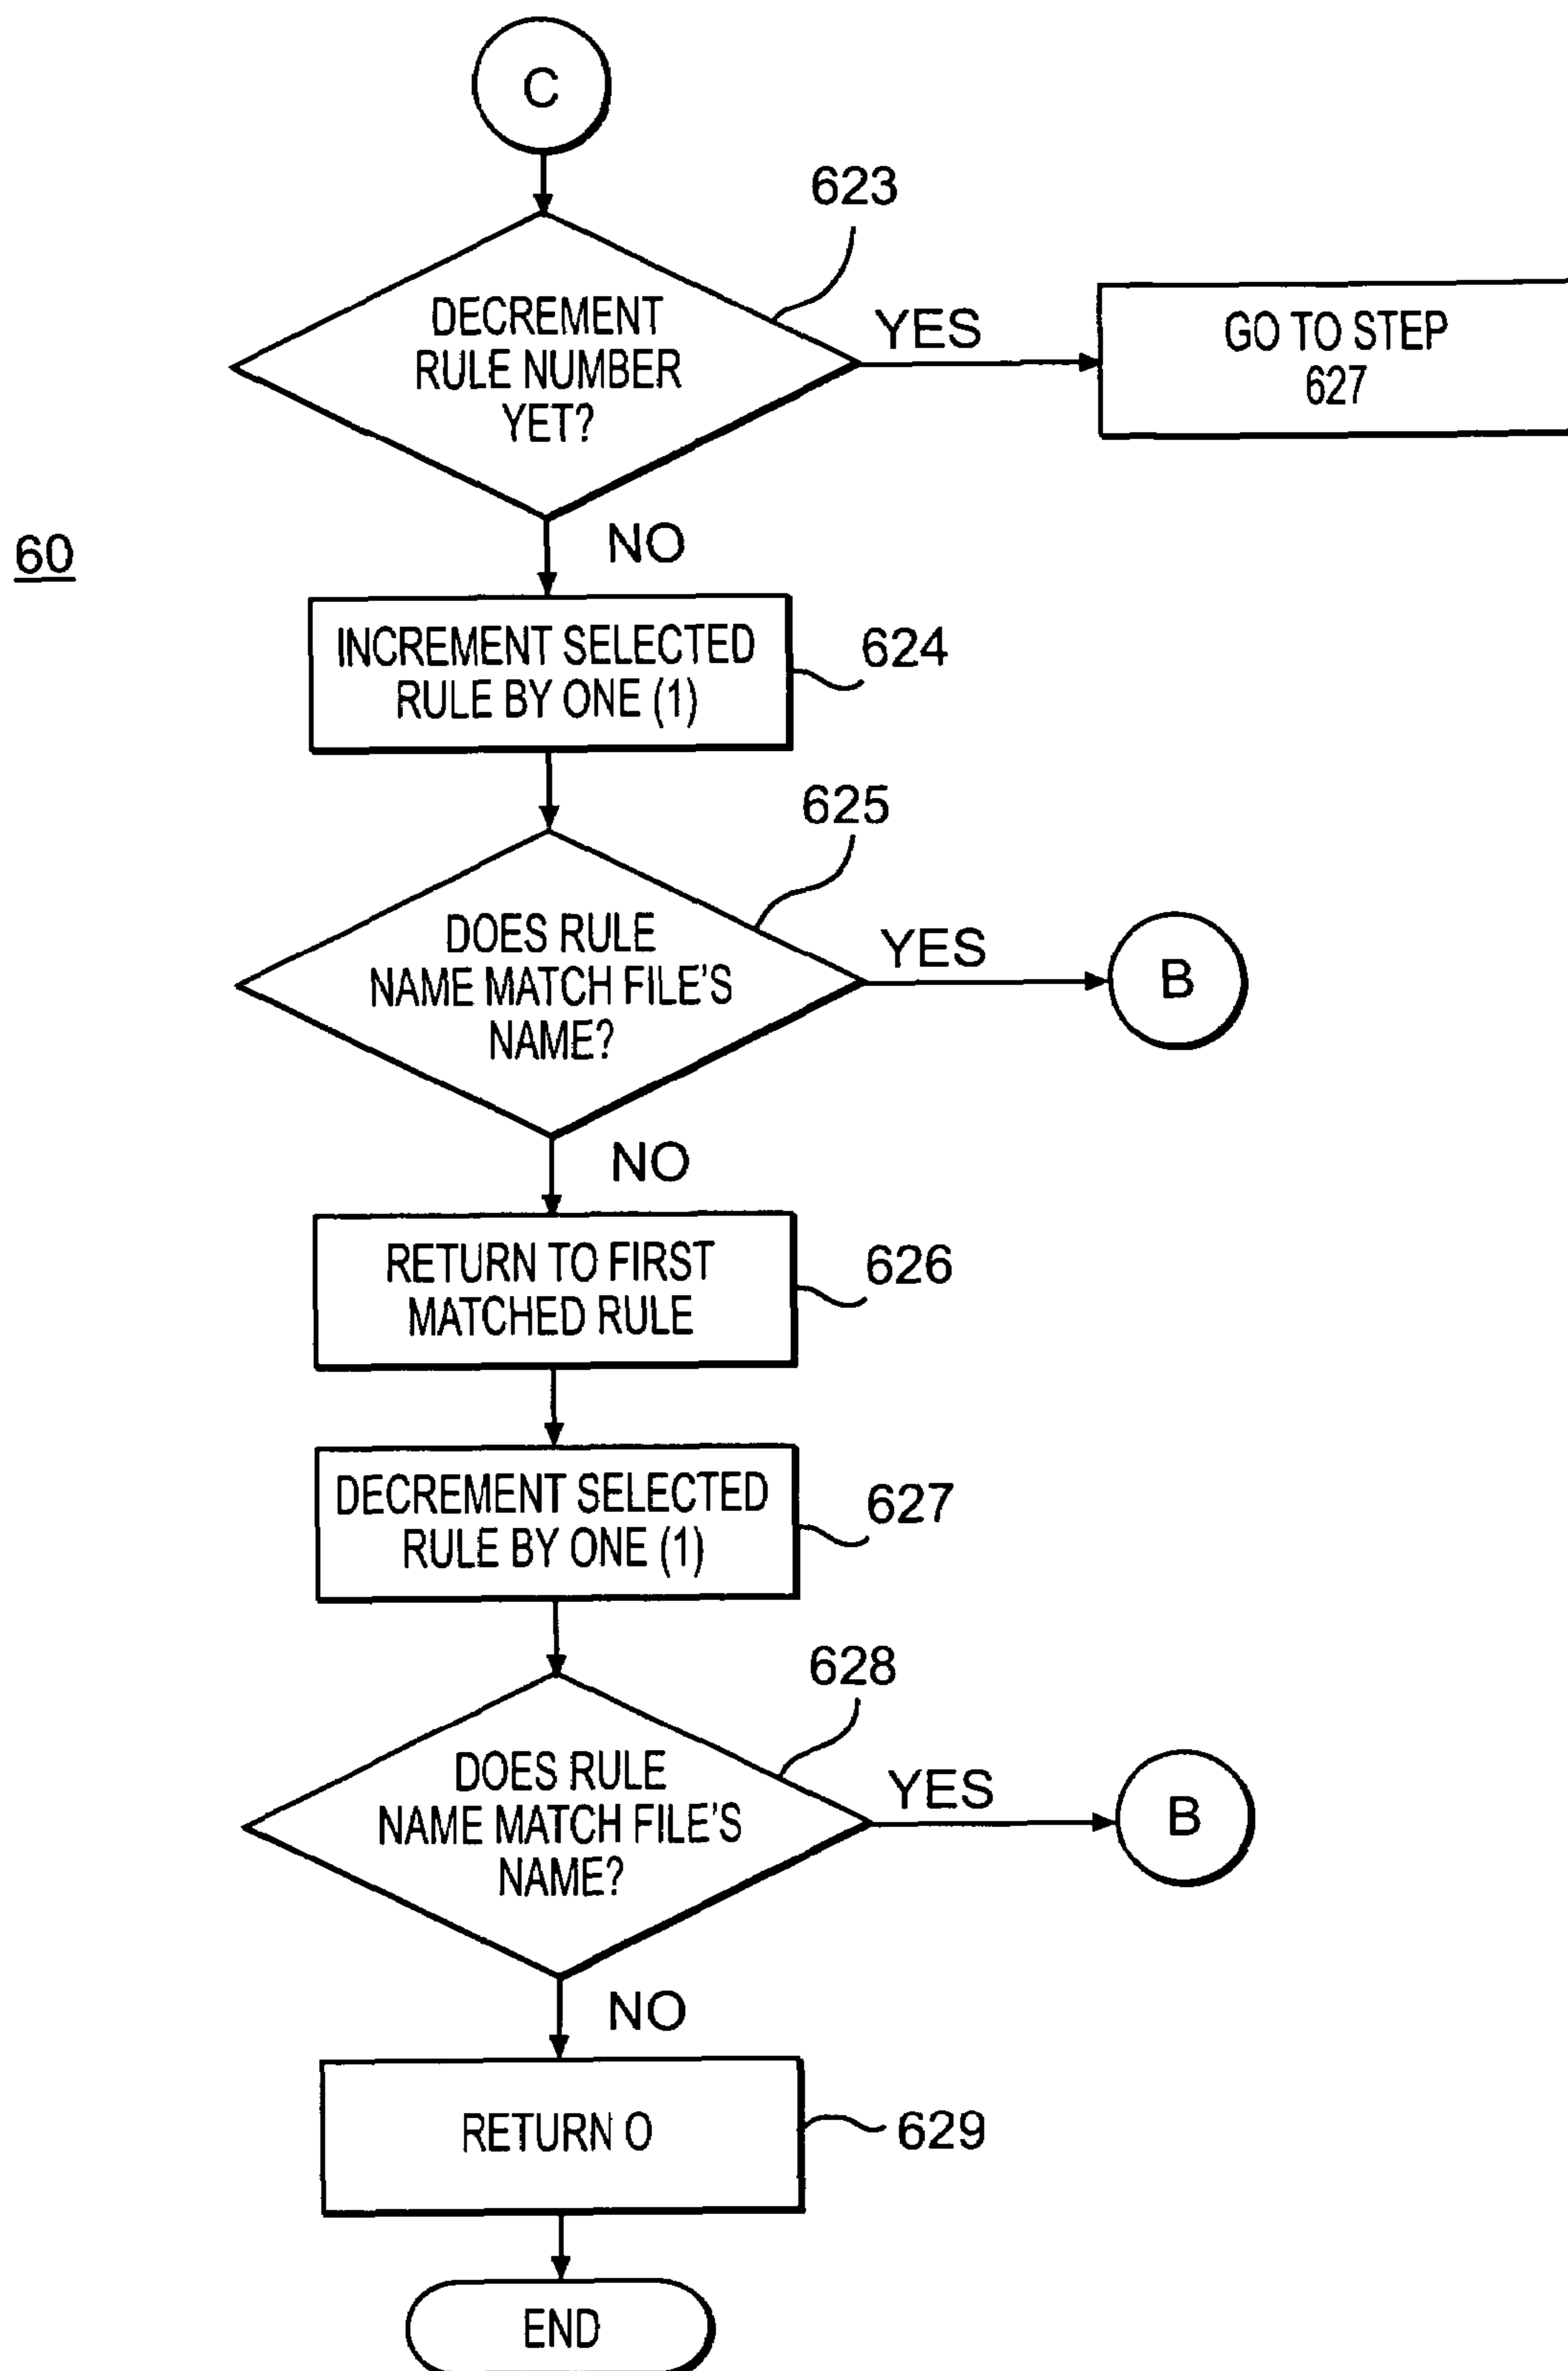 C
623
DECREMENT
RULE NUMBER
YET?
YES
GO TO STEP
627
NO
60
INCREMENT SELECTED
RULE BY ONE (1)
624
625
DOES RULE
NAME MATCH FILE'S
NAME?
YES
B
NO
RETURN TO FIRST
MATCHED RULE
626
DECREMENT SELECTED
RULE BY ONE (1)
627
628
DOES RULE
NAME MATCH FILE'S
NAME?
YES
B
NO
RETURN O
629
END